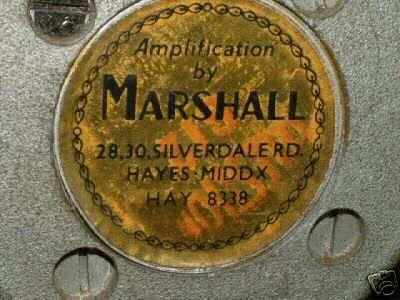 Amplification
by
MARSHALL
28,30,SILVERDALE RD.
HAYES·MIDDX
HAY 8338